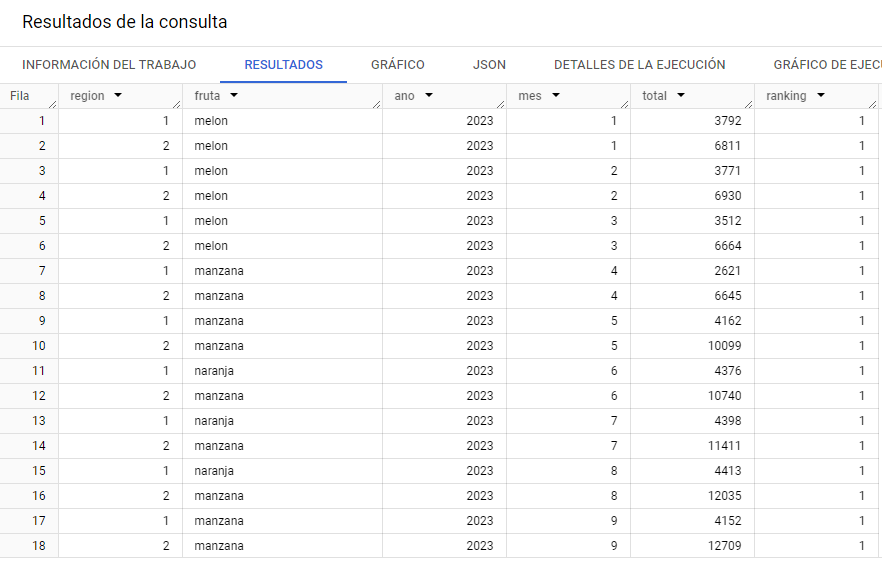 Resultados de la consulta
INFORMACIÓN DEL TRABAJO RESULTADOS GRÁFICO JSON DETALLES DE LA EJECUCIÓN GRÁFICO DE EJECU
Fila region fruta ano mes total ranking
1 1 melon 2023 1 3792 1
2 2 melon 2023 1 6811 1
3 1 melon 2023 2 3771 1
4 2 melon 2023 2 6930 1
5 1 melon 2023 3 3512 1
6 2 melon 2023 3 6664 1
7 1 manzana 2023 4 2621 1
8 2 manzana 2023 4 6645 1
9 1 manzana 2023 5 4162 1
10 2 manzana 2023 5 10099 1
11 1 naranja 2023 6 4376 1
12 2 manzana 2023 6 10740 1
13 1 naranja 2023 7 4398 1
14 2 manzana 2023 7 11411 1
15 1 naranja 2023 8 4413 1
16 2 manzana 2023 8 12035 1
17 1 manzana 2023 9 4152 1
18 2 manzana 2023 9 12709 1